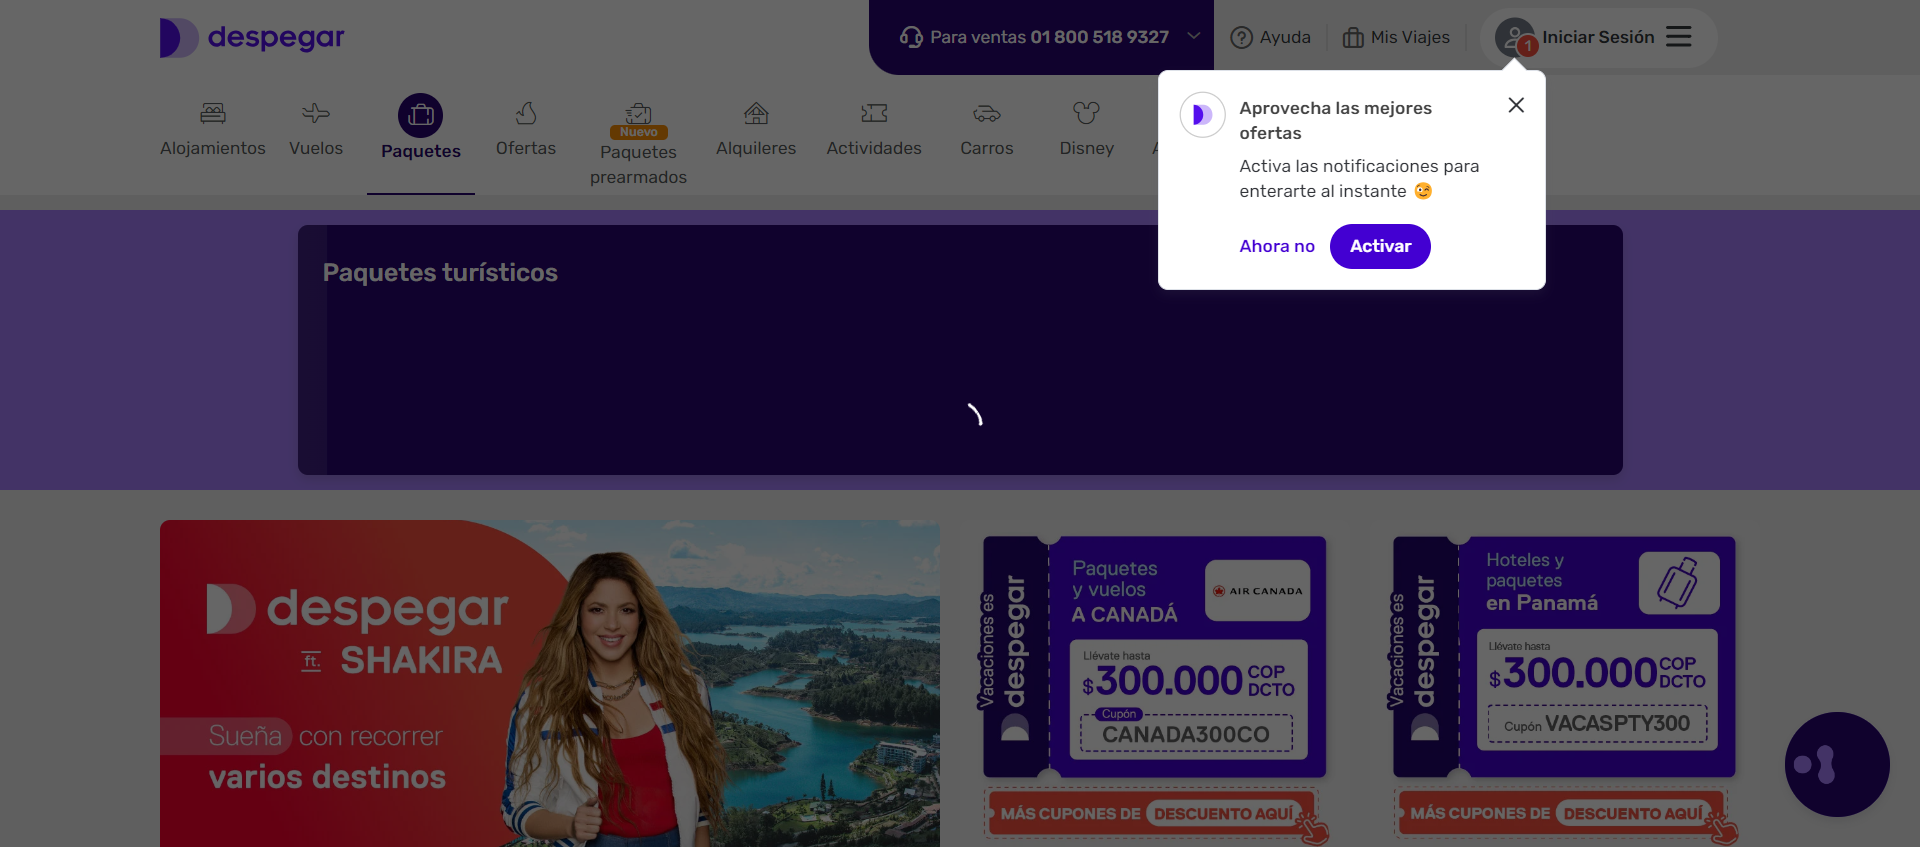 despegar
Para ventas 01 800 518 9327
Ayuda
Mis Viajes
1
Iniciar Sesión
Alojamientos
Vuelos
Paquetes
Ofertas
Nuevo
Paquetes
prearmados
Alquileres
Actividades
Carros
Disney
Aprovecha las mejores
ofertas
Activa las notificaciones para
enterarte al instante 😉
Ahora no
Activar
Paquetes turísticos
despegar
ft. SHAKIRA
Sueña con recorrer
varios destinos
Vacaciones es
despegar
Paquetes
y vuelos
A CANADÁ
AIR CANADA
Llévate hasta
$300.000 COP
DCTO
Cupón
CANADA300CO
MÁS CUPONES DE DESCUENTO AQUÍ
Vacaciones es
despegar
Hoteles y
paquetes
en Panamá
Llévate hasta
$300.000 COP
DCTO
Cupón VACASPTY300
MÁS CUPONES DE DESCUENTO AQUÍ